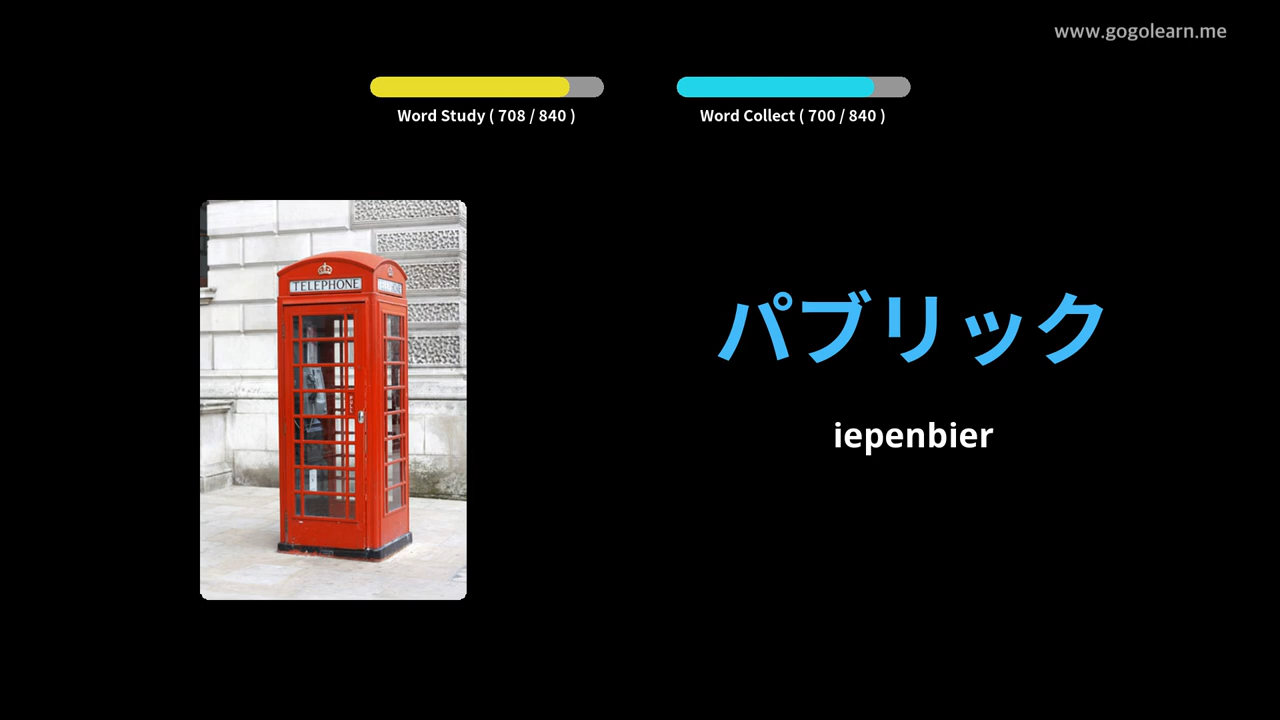 www.gogolearn.me
Word Study ( 708 / 840 )
Word Collect ( 700 / 840 )
TELEPHONE
パブリック
iepenbier